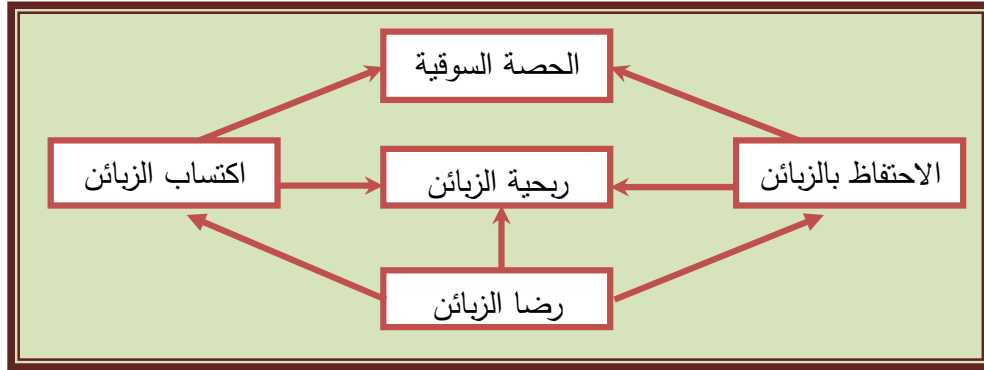 الحصة السوقية
الاحتفاظ بالزبائن
ربحية الزبائن
اكتساب الزبائن
رضا الزبائن